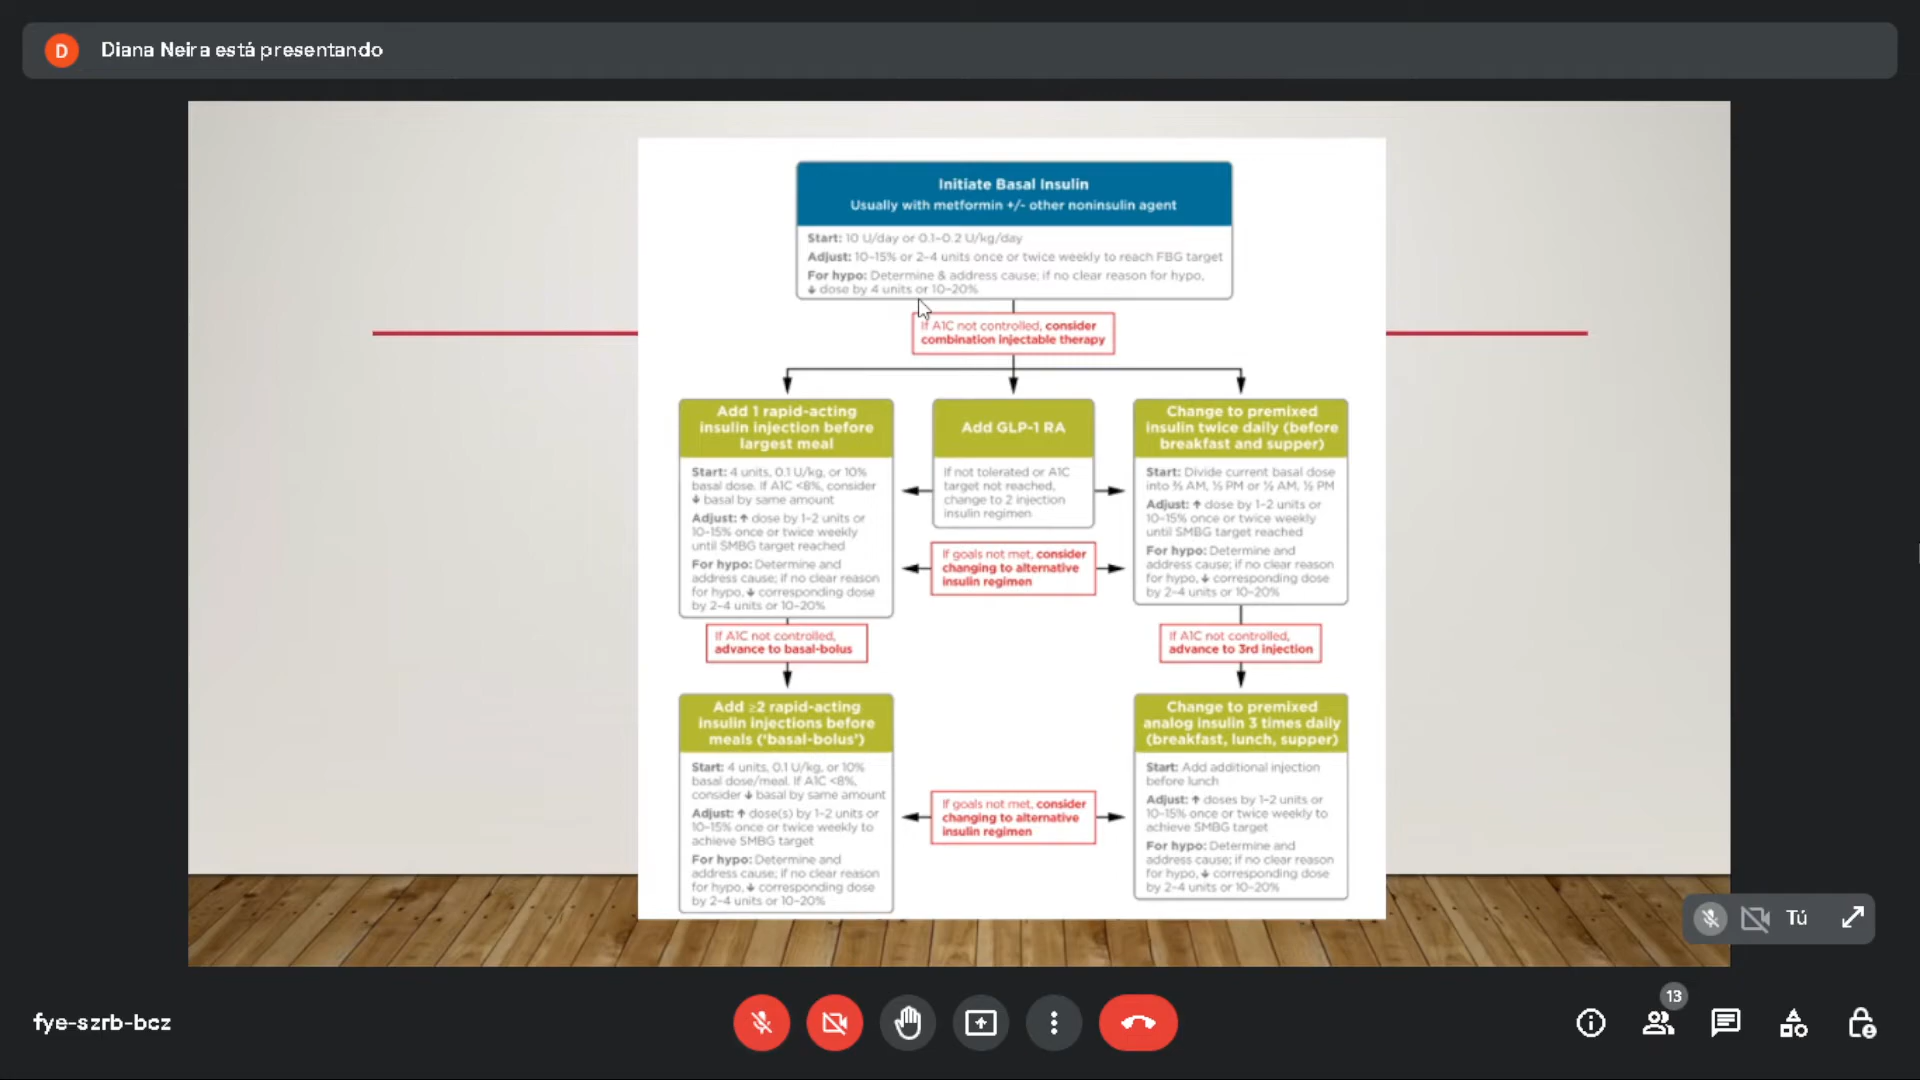 D Diana Neira está presentando
Initiate Basal Insulin
Usually with metformin +/- other noninsulin agent
Start: 10 U/day or 0.1–0.2 U/kg/day
Adjust: 10–15% or 2–4 units once or twice weekly to reach FBG target
For hypo: Determine & address cause; if no clear reason for hypo,
↓ dose by 4 units or 10–20%
If A1C not controlled, consider
combination injectable therapy
Add 1 rapid-acting
insulin injection before
largest meal
Start: 4 units, 0.1 U/kg, or 10%
basal dose. If A1C <8%, consider
↓ basal by same amount
Adjust: ↑ dose by 1–2 units or
10–15% once or twice weekly
until SMBG target reached
For hypo: Determine and
address cause; if no clear reason
for hypo, ↓ corresponding dose
by 2–4 units or 10–20%
Add GLP-1 RA
If not tolerated or A1C
target not reached,
change to 2 injection
insulin regimen
If goals not met, consider
changing to alternative
insulin regimen
Change to premixed
insulin twice daily (before
breakfast and supper)
Start: Divide current basal dose
into ⅔ AM, ⅓ PM or ½ AM, ½ PM
Adjust: ↑ dose by 1–2 units or
10–15% once or twice weekly
until SMBG target reached
For hypo: Determine and
address cause; if no clear reason
for hypo, ↓ corresponding dose
by 2–4 units or 10–20%
If A1C not controlled,
advance to basal-bolus
If A1C not controlled,
advance to 3rd injection
Add ≥2 rapid-acting
insulin injections before
meals ('basal-bolus')
Start: 4 units, 0.1 U/kg, or 10%
basal dose/meal. If A1C <8%,
consider ↓ basal by same amount
Adjust: ↑ dose(s) by 1–2 units or
10–15% once or twice weekly to
achieve SMBG target
For hypo: Determine and
address cause; if no clear reason
for hypo, ↓ corresponding dose
by 2–4 units or 10–20%
If goals not met, consider
changing to alternative
insulin regimen
Change to premixed
analog insulin 3 times daily
(breakfast, lunch, supper)
Start: Add additional injection
before lunch
Adjust: ↑ doses by 1–2 units or
10–15% once or twice weekly to
achieve SMBG target
For hypo: Determine and
address cause; if no clear reason
for hypo, ↓ corresponding dose
by 2–4 units or 10–20%
Tú
13
fye-szrb-bcz